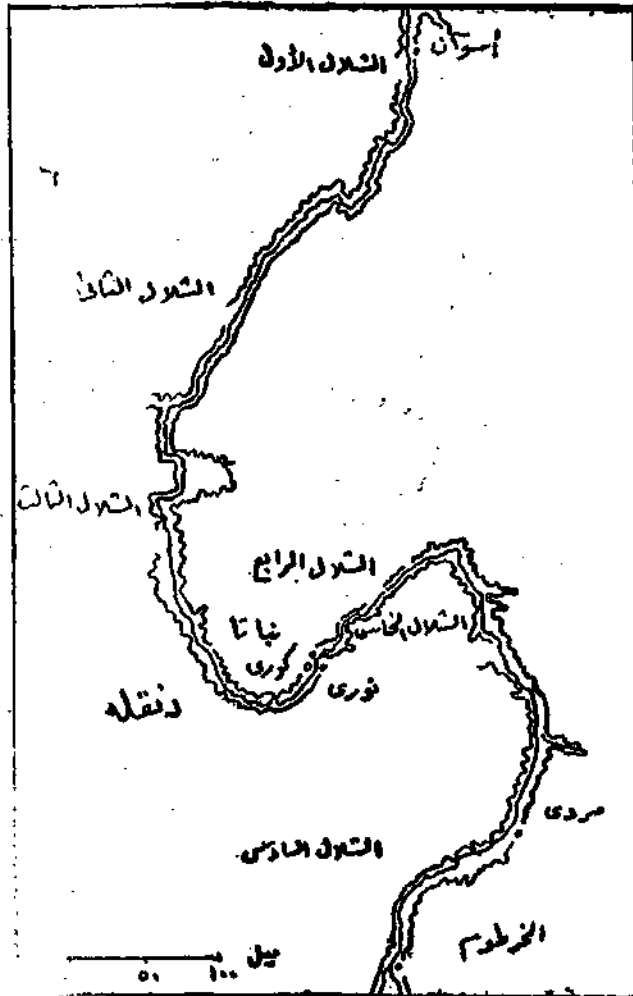 أسوان
الشلال الأول
الشلال الثانى
الشلال الثالث
الشلال الرابع
الشلال الخامس
نباتا
كورى
نورى
دنقله
مروى
الشلال السادس
الخرطوم
ميل
٥٠ ١٠٠